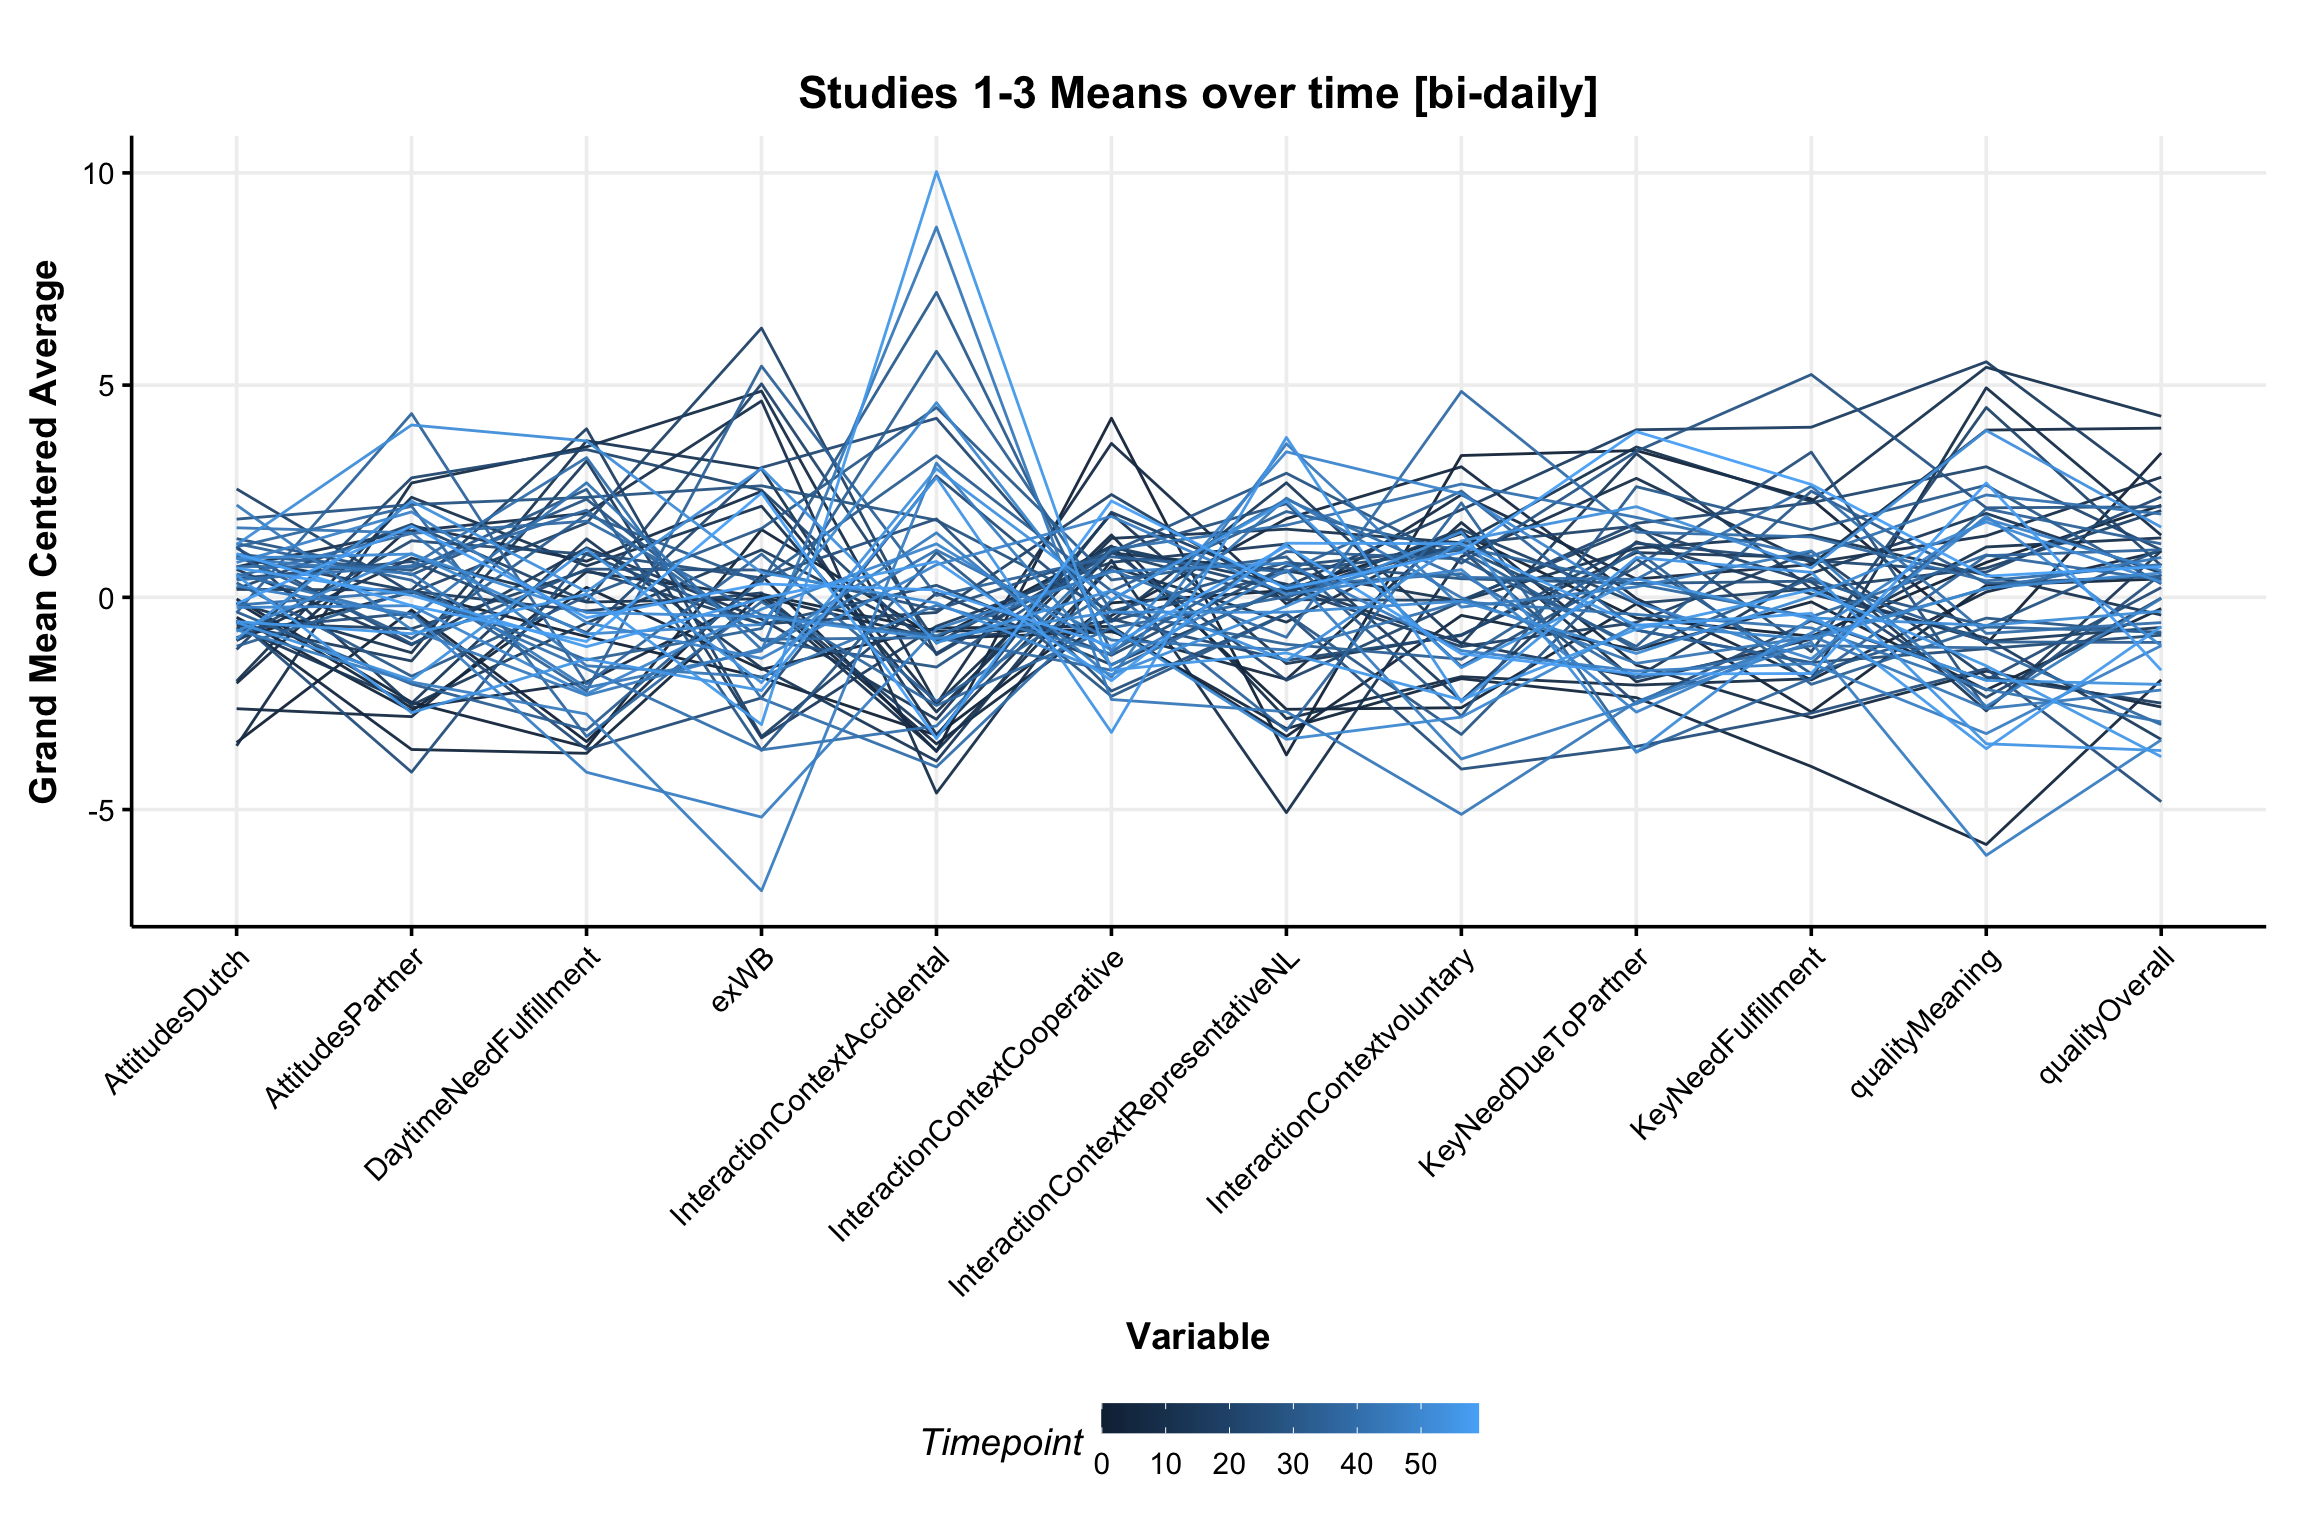 Studies 1-3 Means over time [bi-daily]
Grand Mean Centered Average
10
5
0
-5
AttitudesDutch
AttitudesPartner
DaytimeNeedFulfillment
exWB
InteractionContextAccidental
InteractionContextCooperative
InteractionContextRepresentativeNL
InteractionContextvoluntary
KeyNeedDueToPartner
KeyNeedFulfillment
qualityMeaning
qualityOverall
Variable
Timepoint
0 10 20 30 40 50